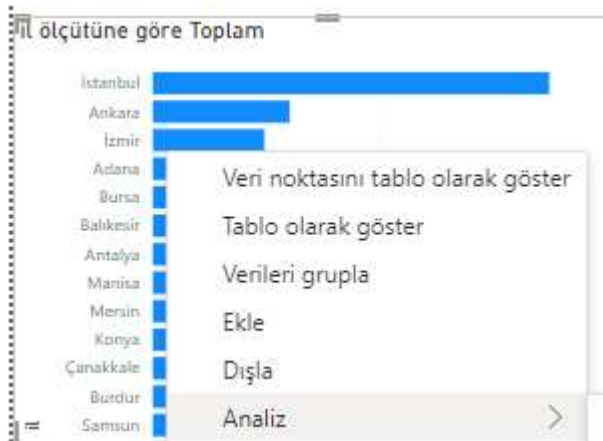 İl ölçütüne göre Toplam
İstanbul
Ankara
İzmir
Adana
Bursa
Balıkesir
Antalya
Manisa
Mersin
Konya
Çanakkale
Burdur
Samsun
İl
Veri noktasını tablo olarak göster
Tablo olarak göster
Verileri grupla
Ekle
Dışla
Analiz